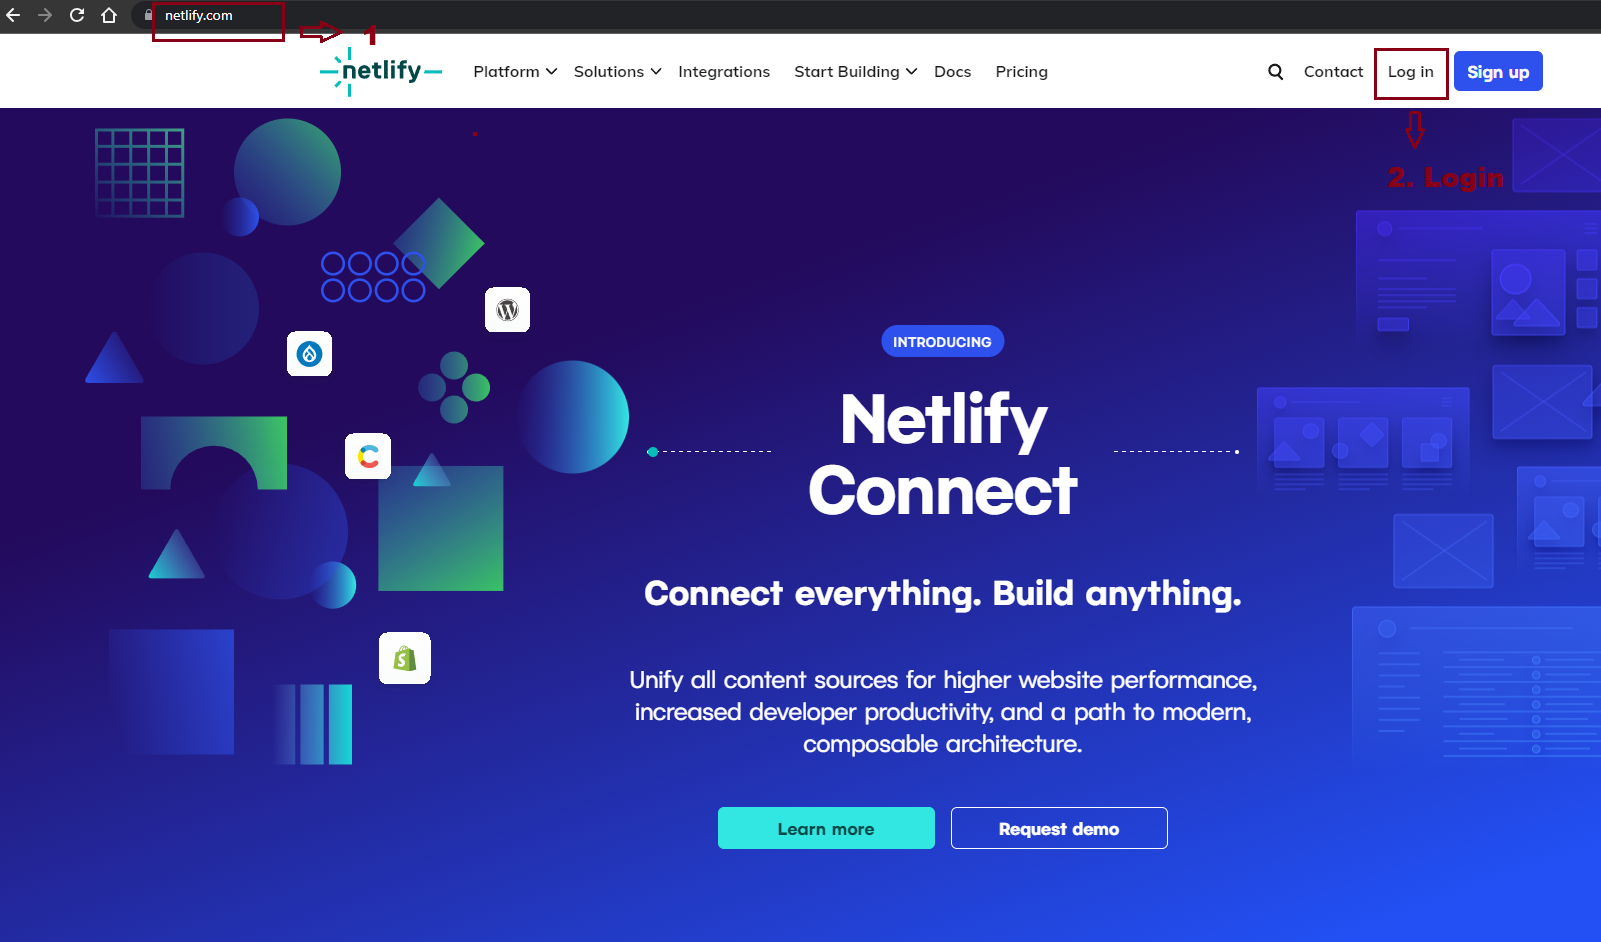 netlify.com
1
netlify
Platform Solutions Integrations Start Building Docs Pricing
Contact Log in Sign up
2. Login
INTRODUCING
Netlify
Connect
Connect everything. Build anything.
Unify all content sources for higher website performance,
increased developer productivity, and a path to modern,
composable architecture.
Learn more Request demo